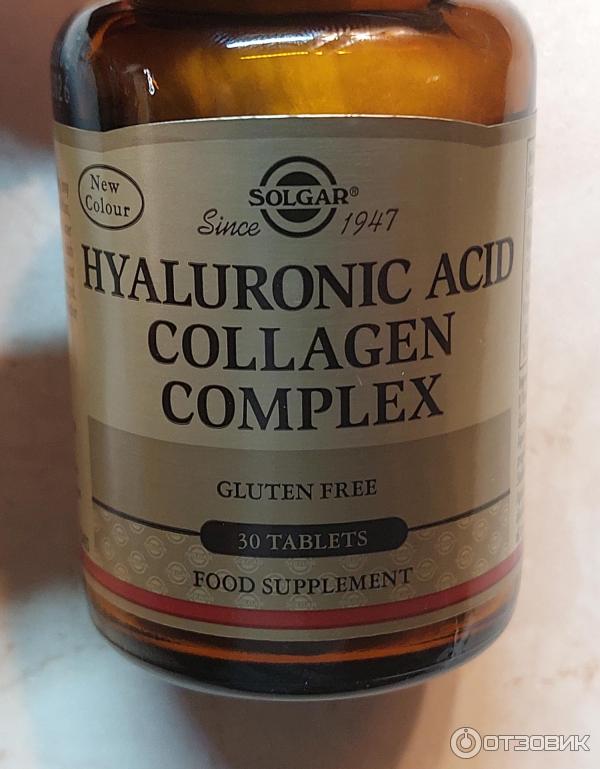 New
Colour
SOLGAR®
Since 1947
HYALURONIC ACID
COLLAGEN
COMPLEX
GLUTEN FREE
30 TABLETS
FOOD SUPPLEMENT
ОТЗОВИК